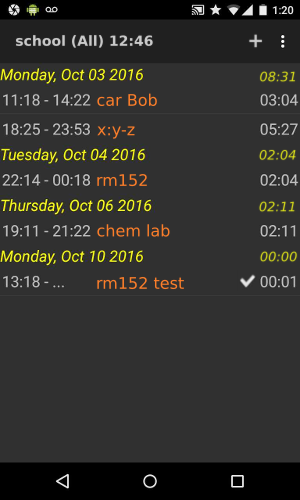 1:20
school (All) 12:46
Monday, Oct 03 2016 08:31
11:18 - 14:22 car Bob 03:04
18:25 - 23:53 x:y-z 05:27
Tuesday, Oct 04 2016 02:04
22:14 - 00:18 rm152 02:04
Thursday, Oct 06 2016 02:11
19:11 - 21:22 chem lab 02:11
Monday, Oct 10 2016 00:00
13:18 - ... rm152 test 00:01